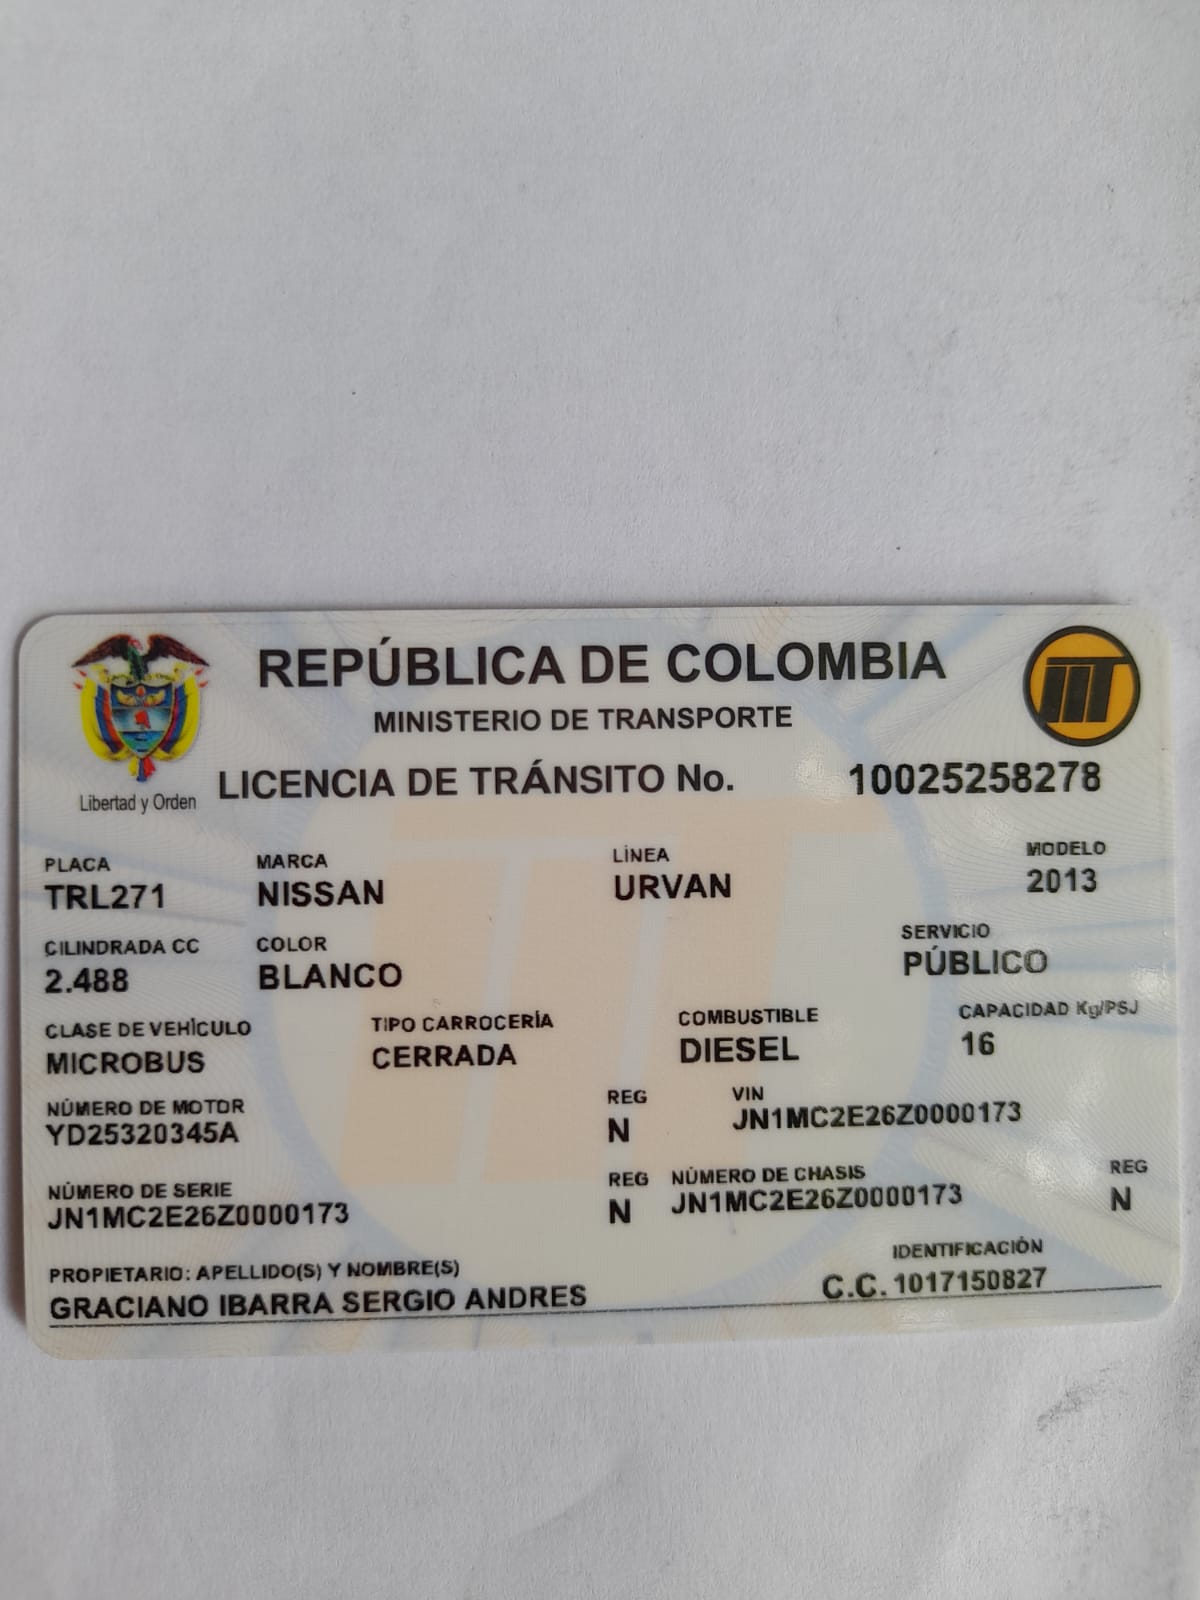 REPÚBLICA DE COLOMBIA
MINISTERIO DE TRANSPORTE
Libertad y Orden
LICENCIA DE TRÁNSITO No. 10025258278
PLACA MARCA LÍNEA MODELO
TRL271 NISSAN URVAN 2013
CILINDRADA CC COLOR SERVICIO
2.488 BLANCO PÚBLICO
CLASE DE VEHÍCULO TIPO CARROCERÍA COMBUSTIBLE CAPACIDAD Kg/PSJ
MICROBUS CERRADA DIESEL 16
NÚMERO DE MOTOR REG VIN
YD25320345A N JN1MC2E26Z0000173
NÚMERO DE SERIE REG NÚMERO DE CHASIS REG
JN1MC2E26Z0000173 N JN1MC2E26Z0000173 N
PROPIETARIO: APELLIDO(S) Y NOMBRE(S) IDENTIFICACIÓN
GRACIANO IBARRA SERGIO ANDRES C.C. 1017150827